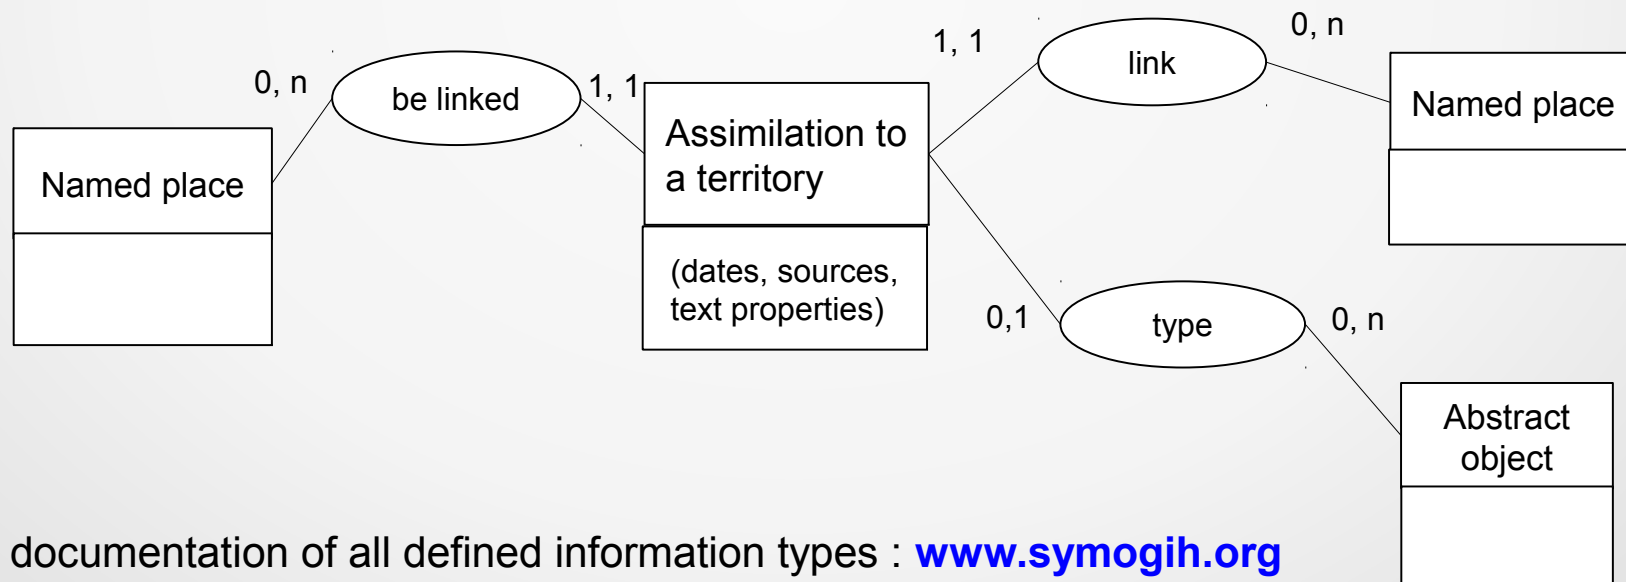 0, n
be linked
1, 1
Named place
Assimilation to
a territory
(dates, sources,
text properties)
1, 1
link
0, n
Named place
0,1
type
0, n
Abstract
object
documentation of all defined information types : www.symogih.org